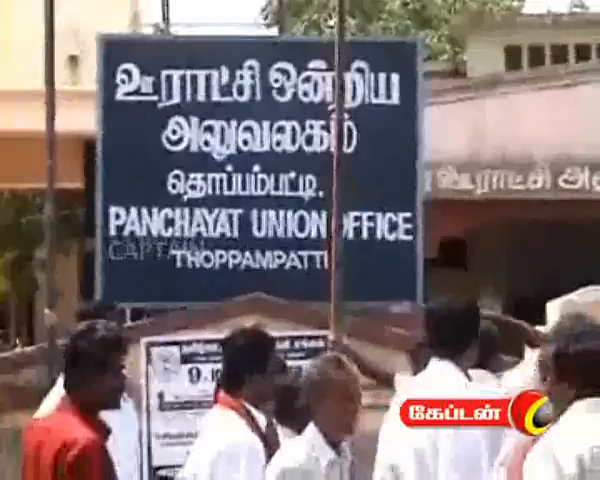 ஊராட்சி ஒன்றிய
அலுவலகம்
தொப்பம்பட்டி.
PANCHAYAT UNION OFFICE
CAPTAIN
THOPPAMPATTI
ஊராட்சி
கேப்டன்